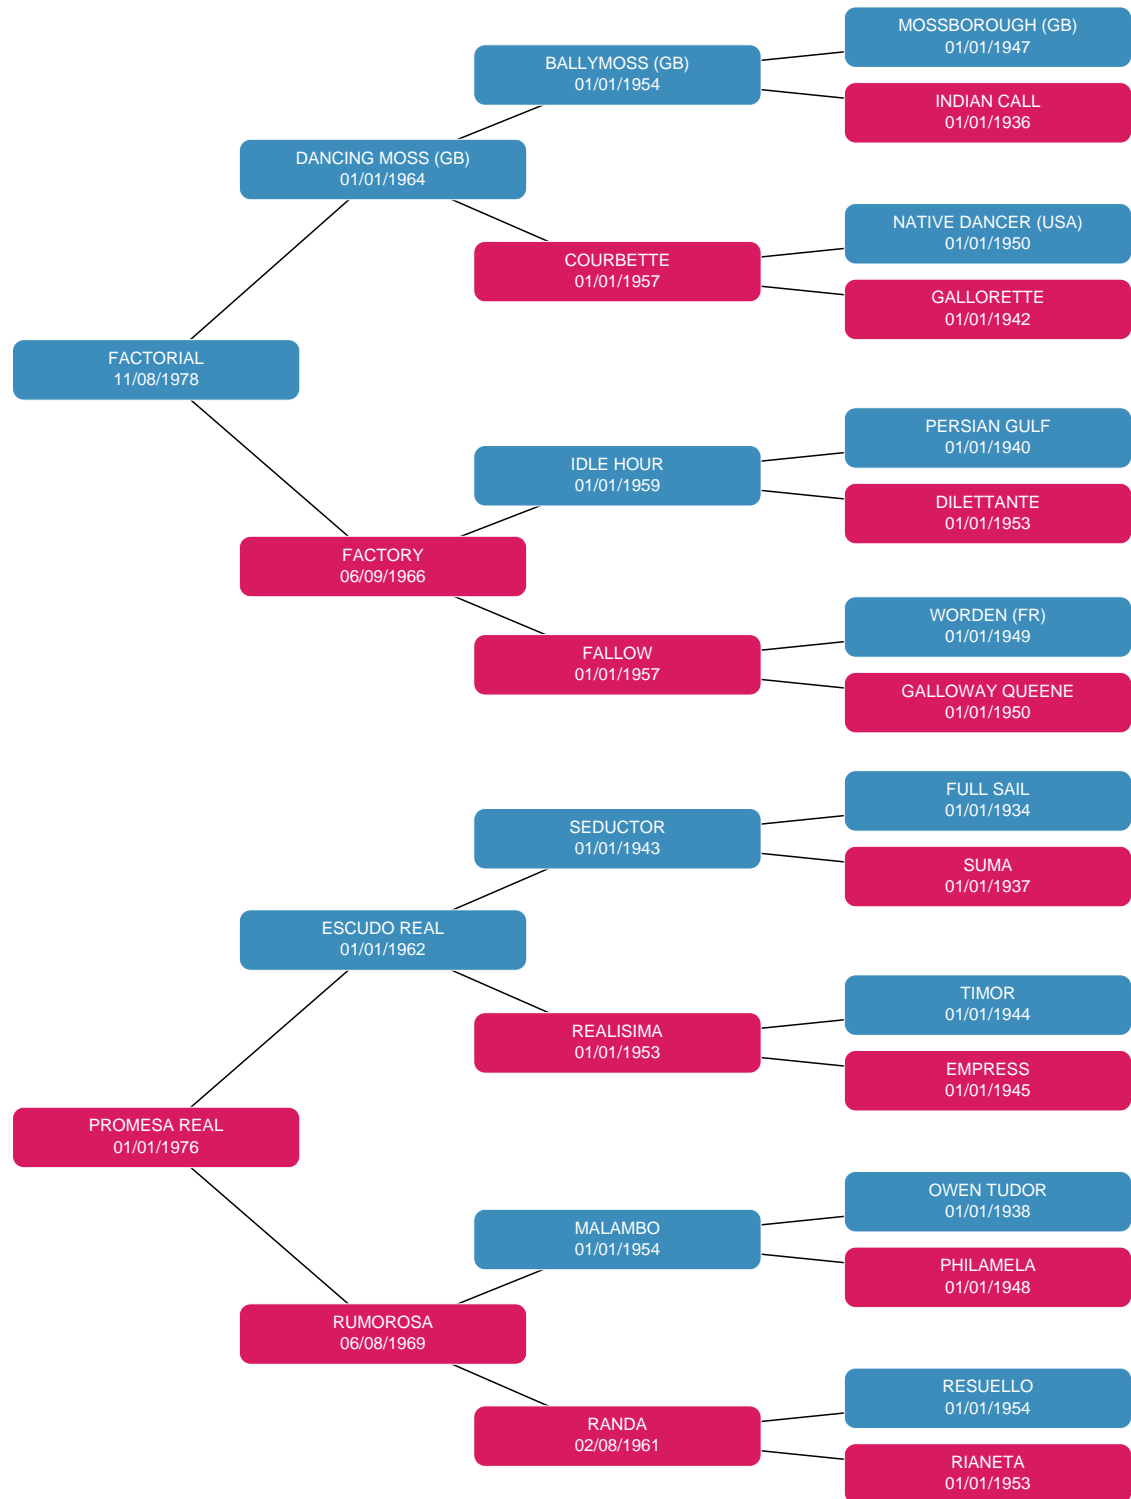 MOSSBOROUGH (GB)
01/01/1947
BALLYMOSS (GB)
01/01/1954
INDIAN CALL
01/01/1936
DANCING MOSS (GB)
01/01/1964
NATIVE DANCER (USA)
01/01/1950
COURBETTE
01/01/1957
GALLORETTE
01/01/1942
FACTORIAL
11/08/1978
PERSIAN GULF
01/01/1940
IDLE HOUR
01/01/1959
DILETTANTE
01/01/1953
FACTORY
06/09/1966
WORDEN (FR)
01/01/1949
FALLOW
01/01/1957
GALLOWAY QUEENE
01/01/1950
FULL SAIL
01/01/1934
SEDUCTOR
01/01/1943
SUMA
01/01/1937
ESCUDO REAL
01/01/1962
TIMOR
01/01/1944
REALISIMA
01/01/1953
EMPRESS
01/01/1945
PROMESA REAL
01/01/1976
OWEN TUDOR
01/01/1938
MALAMBO
01/01/1954
PHILAMELA
01/01/1948
RUMOROSA
06/08/1969
RESUELLO
01/01/1954
RANDA
02/08/1961
RIANETA
01/01/1953